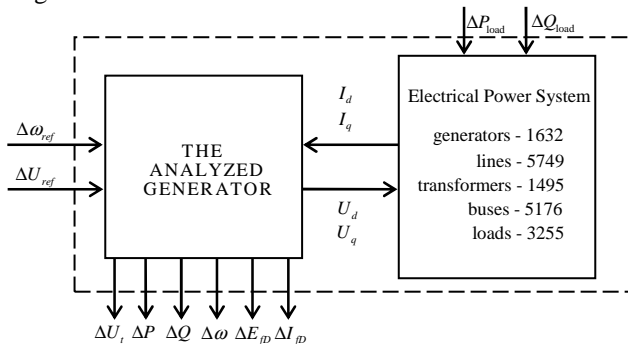 ΔP_load ΔQ_load
Δω_ref
ΔU_ref
THE
ANALYZED
GENERATOR
I_d
I_q
U_d
U_q
Electrical Power System
generators - 1632
lines - 5749
transformers - 1495
buses - 5176
loads - 3255
ΔU_t ΔP ΔQ Δω ΔE_fD ΔI_fD